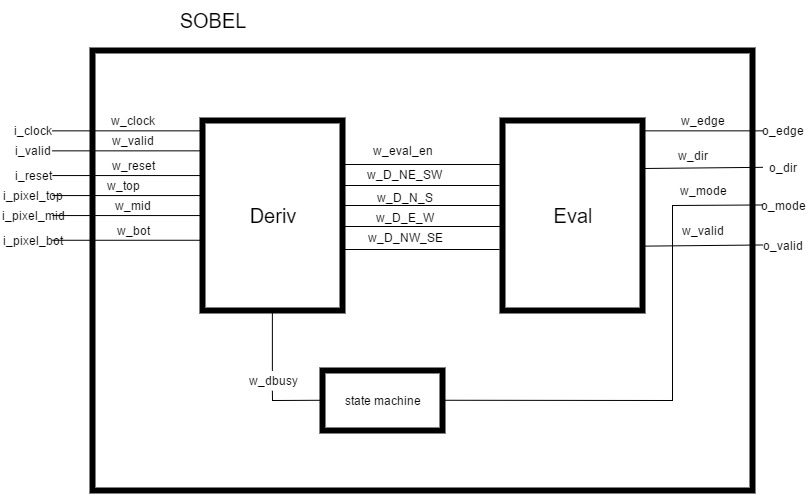 SOBEL
i_clock
w_clock
i_valid
w_valid
i_reset
w_reset
i_pixel_top
w_top
i_pixel_mid
w_mid
i_pixel_bot
w_bot
Deriv
w_eval_en
w_D_NE_SW
w_D_N_S
w_D_E_W
w_D_NW_SE
Eval
w_edge
o_edge
w_dir
o_dir
w_mode
o_mode
w_valid
o_valid
w_dbusy
state machine